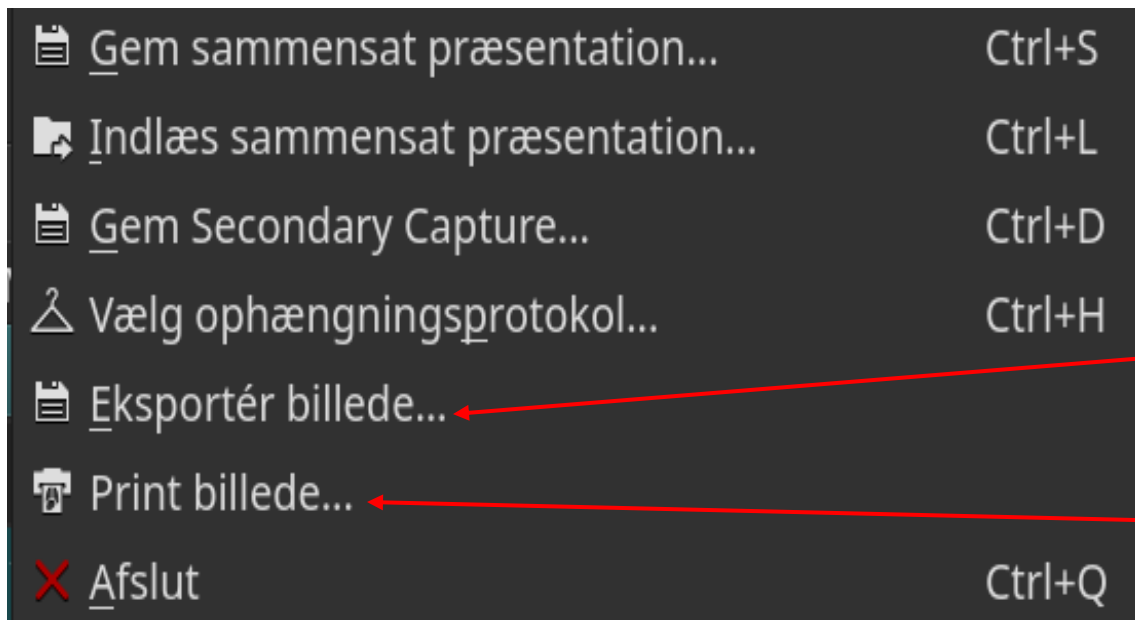 Gem sammensat præsentation... Ctrl+S
Indlæs sammensat præsentation... Ctrl+L
Gem Secondary Capture... Ctrl+D
Vælg ophængningsprotokol... Ctrl+H
Eksportér billede...
Print billede...
Afslut Ctrl+Q